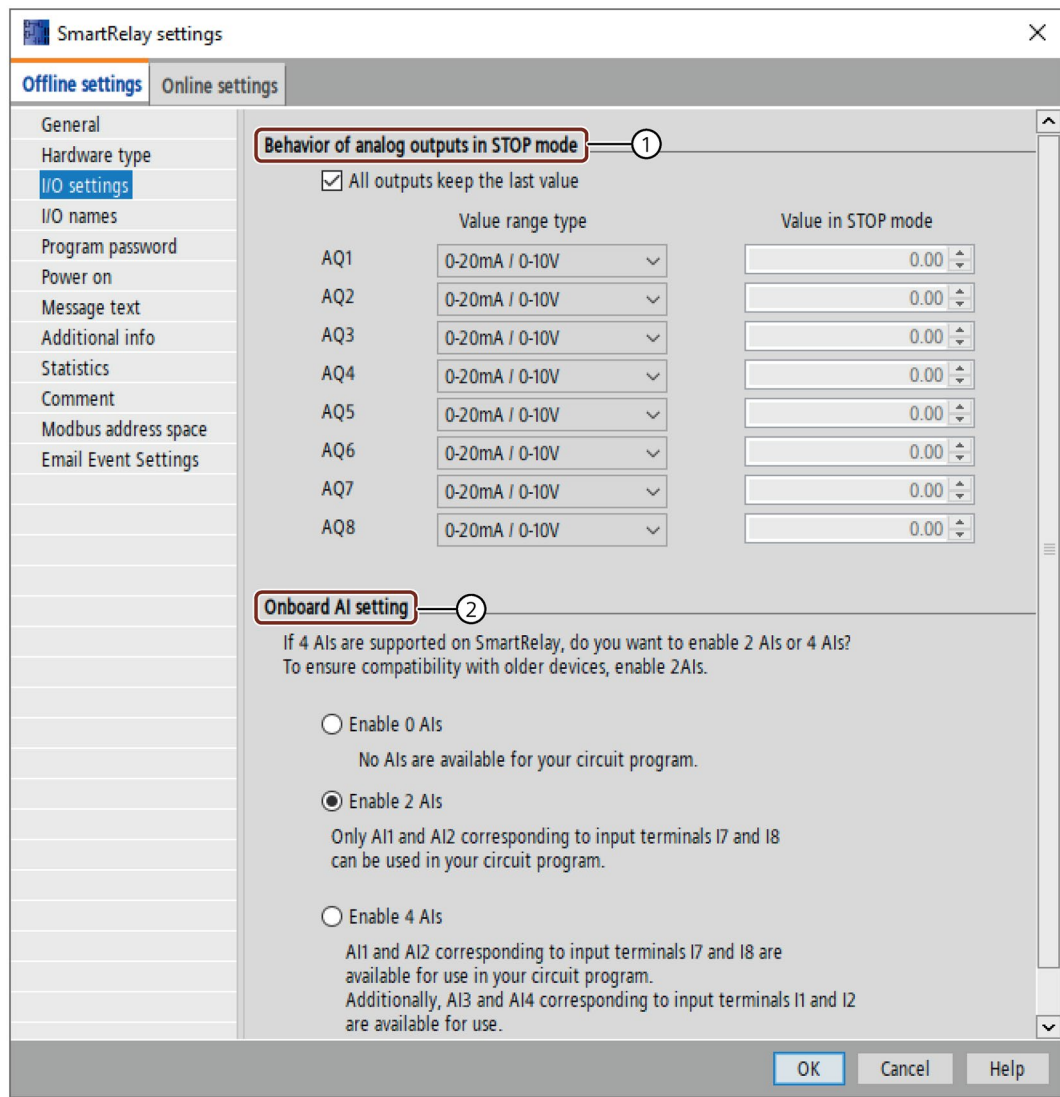 SmartRelay settings
Offline settings
Online settings
General
Hardware type
I/O settings
I/O names
Program password
Power on
Message text
Additional info
Statistics
Comment
Modbus address space
Email Event Settings
Behavior of analog outputs in STOP mode
1
All outputs keep the last value
Value range type Value in STOP mode
AQ1 0-20mA / 0-10V 0.00
AQ2 0-20mA / 0-10V 0.00
AQ3 0-20mA / 0-10V 0.00
AQ4 0-20mA / 0-10V 0.00
AQ5 0-20mA / 0-10V 0.00
AQ6 0-20mA / 0-10V 0.00
AQ7 0-20mA / 0-10V 0.00
AQ8 0-20mA / 0-10V 0.00
Onboard AI setting
2
If 4 AIs are supported on SmartRelay, do you want to enable 2 AIs or 4 AIs?
To ensure compatibility with older devices, enable 2AIs.
Enable 0 AIs
No AIs are available for your circuit program.
Enable 2 AIs
Only AI1 and AI2 corresponding to input terminals I7 and I8
can be used in your circuit program.
Enable 4 AIs
AI1 and AI2 corresponding to input terminals I7 and I8 are
available for use in your circuit program.
Additionally, AI3 and AI4 corresponding to input terminals I1 and I2
are available for use.
OK Cancel Help